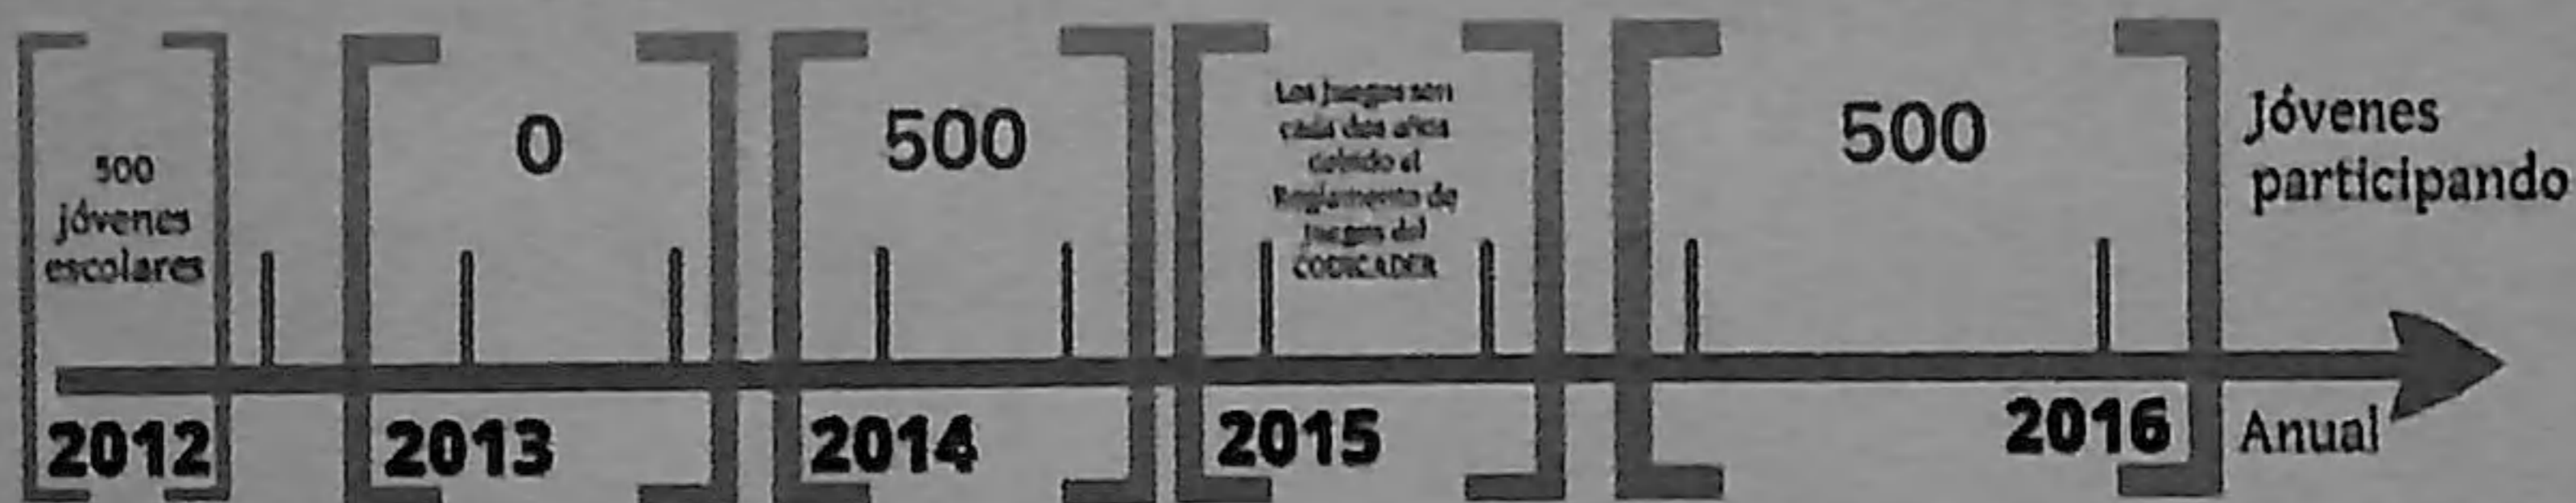 500
jóvenes
escolares
0
500
Los Juegos son
cada dos años
debido al
Reglamento de
Juegos del
CODICADER
500
Jóvenes
participando
2012
2013
2014
2015
2016
Anual